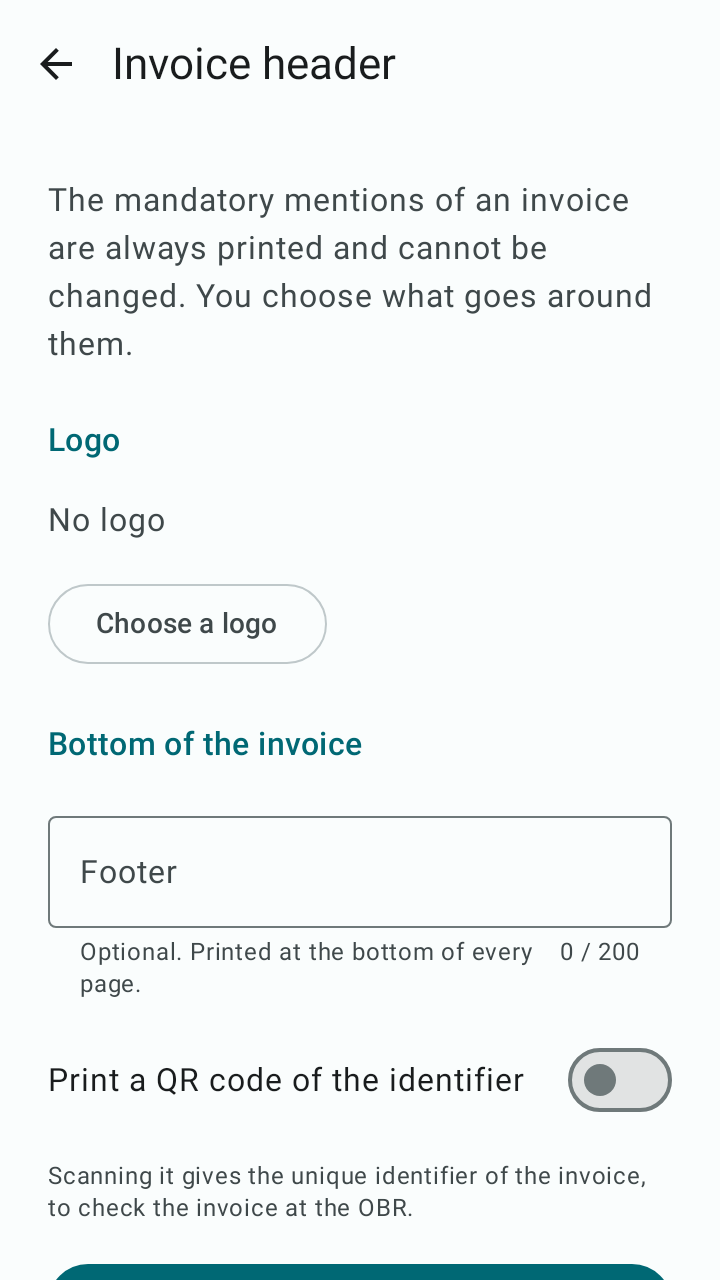 Invoice header
The mandatory mentions of an invoice
are always printed and cannot be
changed. You choose what goes around
them.
Logo
No logo
Choose a logo
Bottom of the invoice
Footer
Optional. Printed at the bottom of every 0 / 200
page.
Print a QR code of the identifier
Scanning it gives the unique identifier of the invoice,
to check the invoice at the OBR.